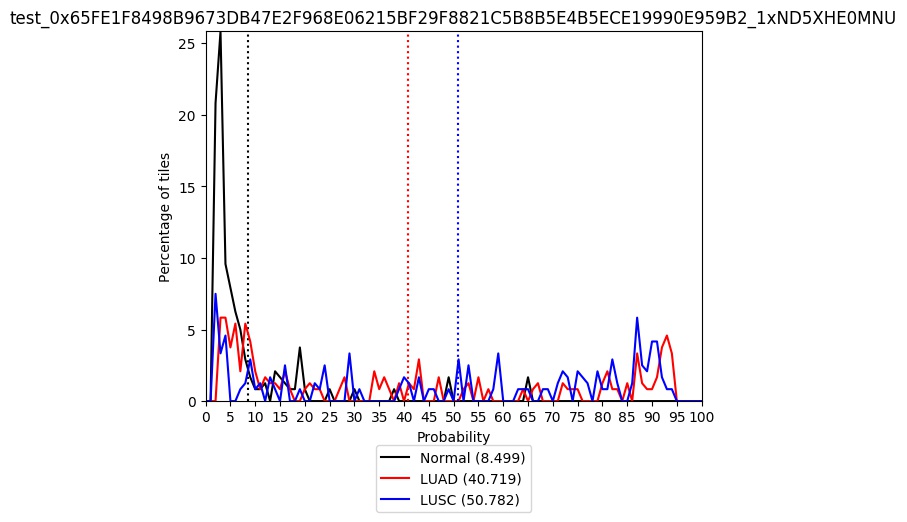 test_0x65FE1F8498B9673DB47E2F968E06215BF29F8821C5B8B5E4B5ECE19990E959B2_1xND5XHE0MNU
25
20
15
10
5
0
Percentage of tiles
0 5 10 15 20 25 30 35 40 45 50 55 60 65 70 75 80 85 90 95 100
Probability
Normal (8.499)
LUAD (40.719)
LUSC (50.782)